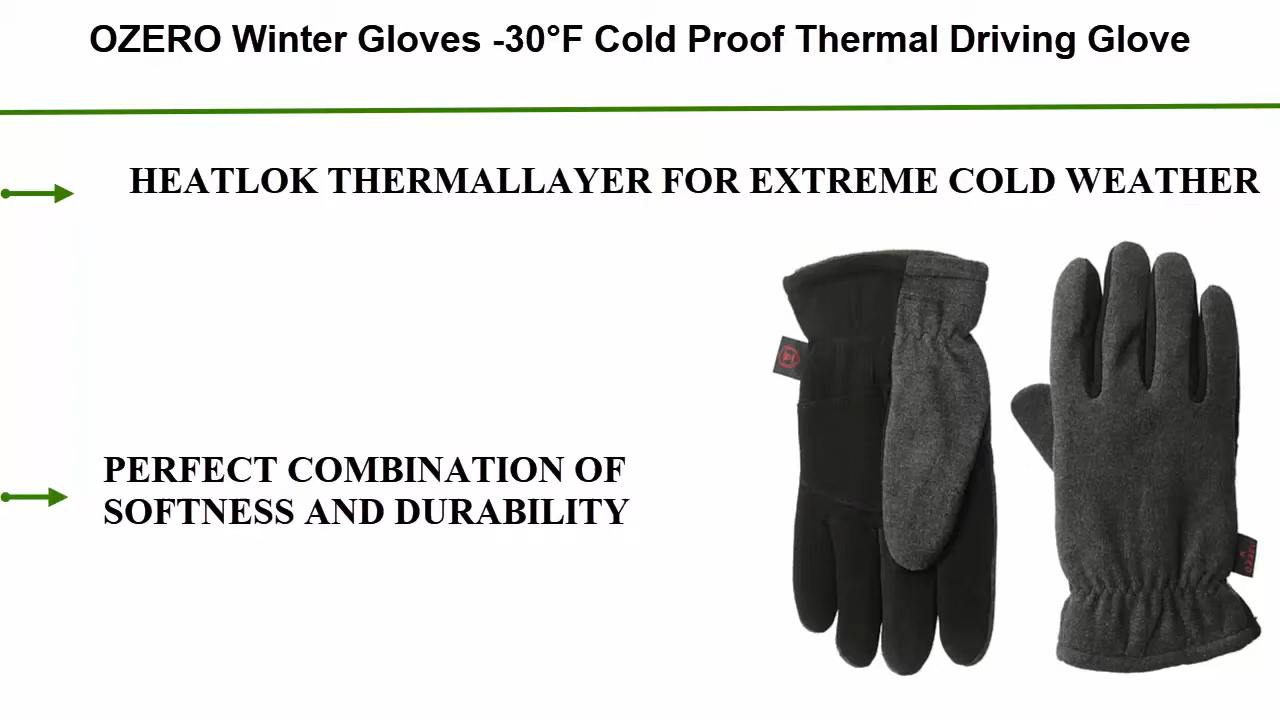 OZERO Winter Gloves -30°F Cold Proof Thermal Driving Glove
HEATLOK THERMALLAYER FOR EXTREME COLD WEATHER
PERFECT COMBINATION OF
SOFTNESS AND DURABILITY